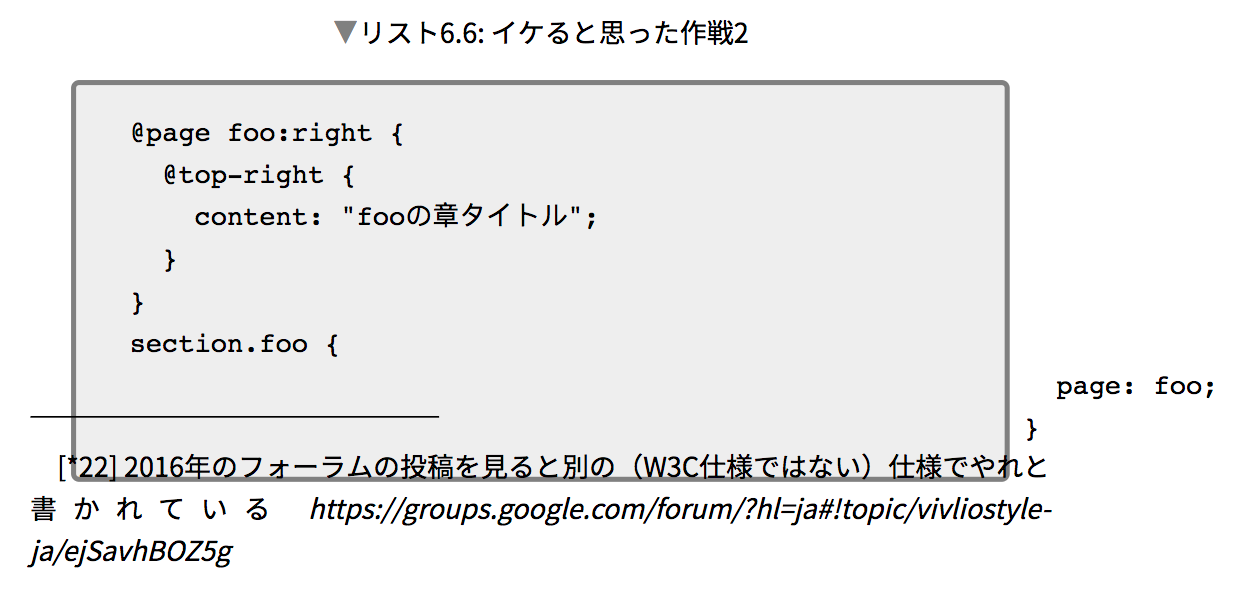 ▼リスト6.6: イケると思った作戦2
@page foo:right {
  @top-right {
    content: "fooの章タイトル";
  }
}
section.foo {
  page: foo;
}
[*22] 2016年のフォーラムの投稿を見ると別の（W3C仕様ではない）仕様でやれと
書かれている https://groups.google.com/forum/?hl=ja#!topic/vivliostyle-
ja/ejSavhBOZ5g